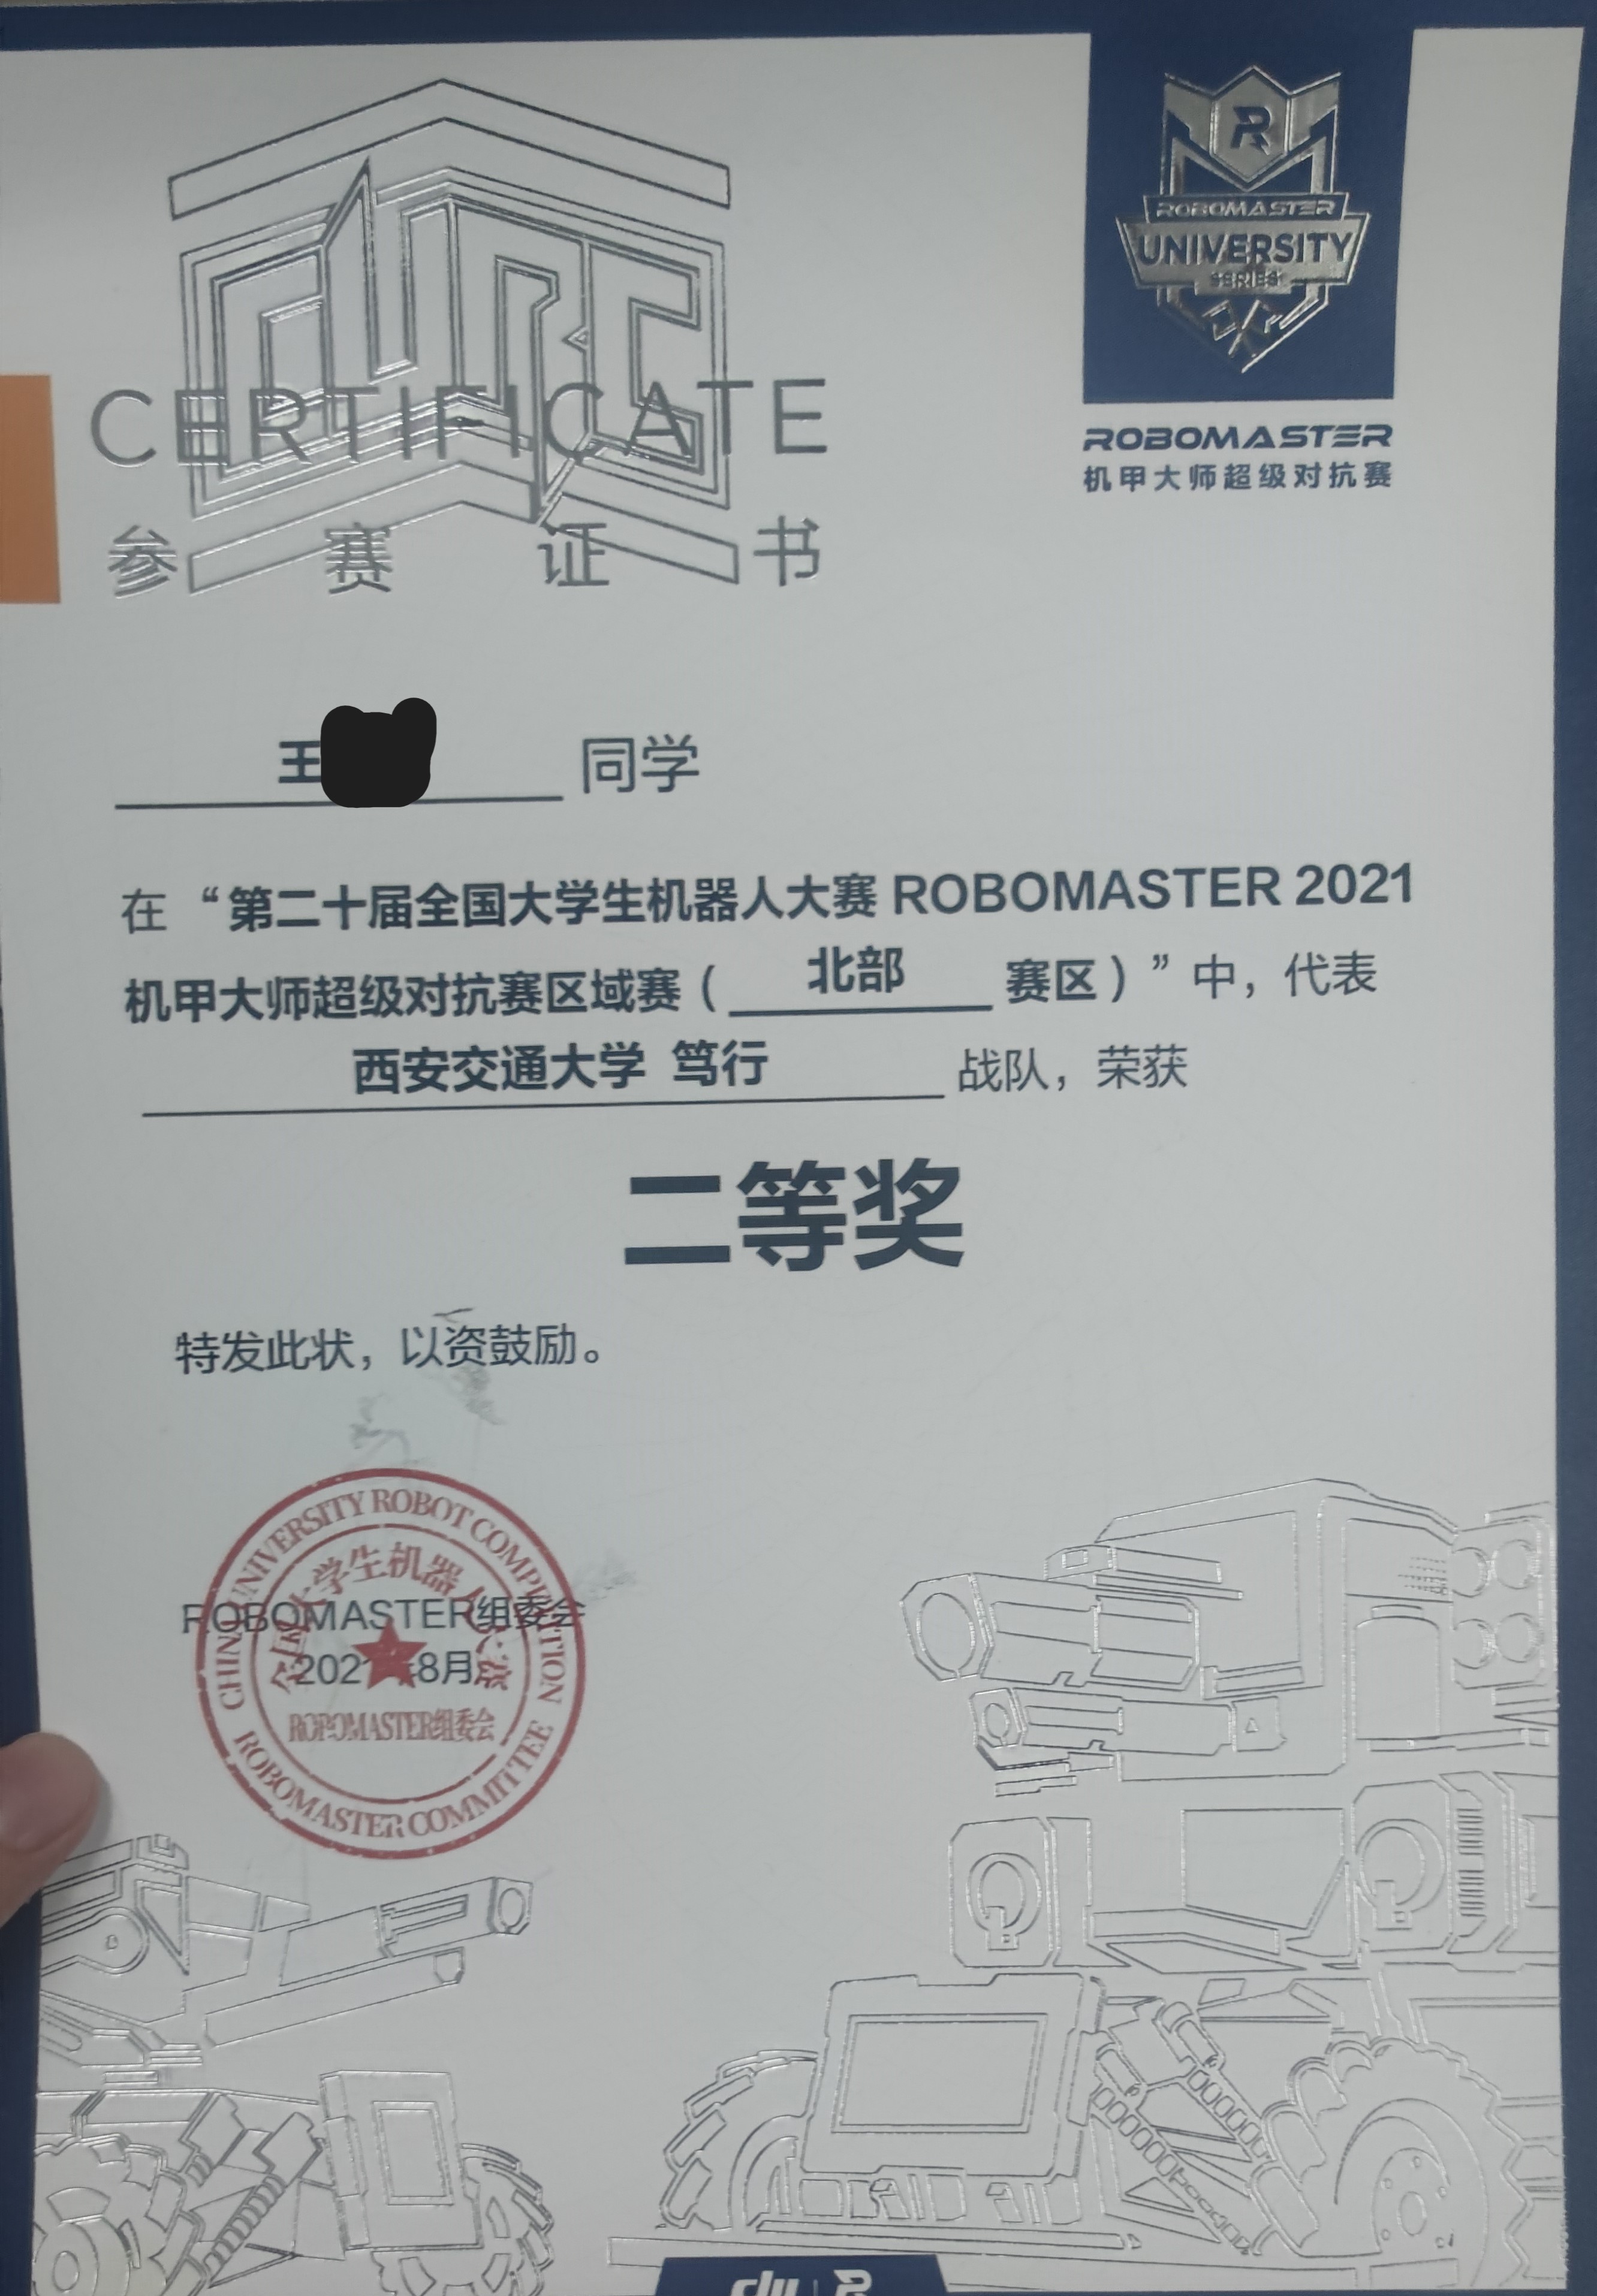 CURC
CERTIFICATE
参赛证书
R
ROBOMASTER
UNIVERSITY
SERIES
ROBOMASTER
机甲大师超级对抗赛
王 同学
在“第二十届全国大学生机器人大赛 ROBOMASTER 2021
机甲大师超级对抗赛区域赛（ 北部 赛区）”中，代表
西安交通大学 笃行 战队，荣获
二等奖
特发此状，以资鼓励。
CHINA UNIVERSITY ROBOT COMPETITION
全国大学生机器人大赛
ROBOMASTER组委会
2021年8月
ROBOMASTER组委会
ROBOMASTER COMMITTEE
dji